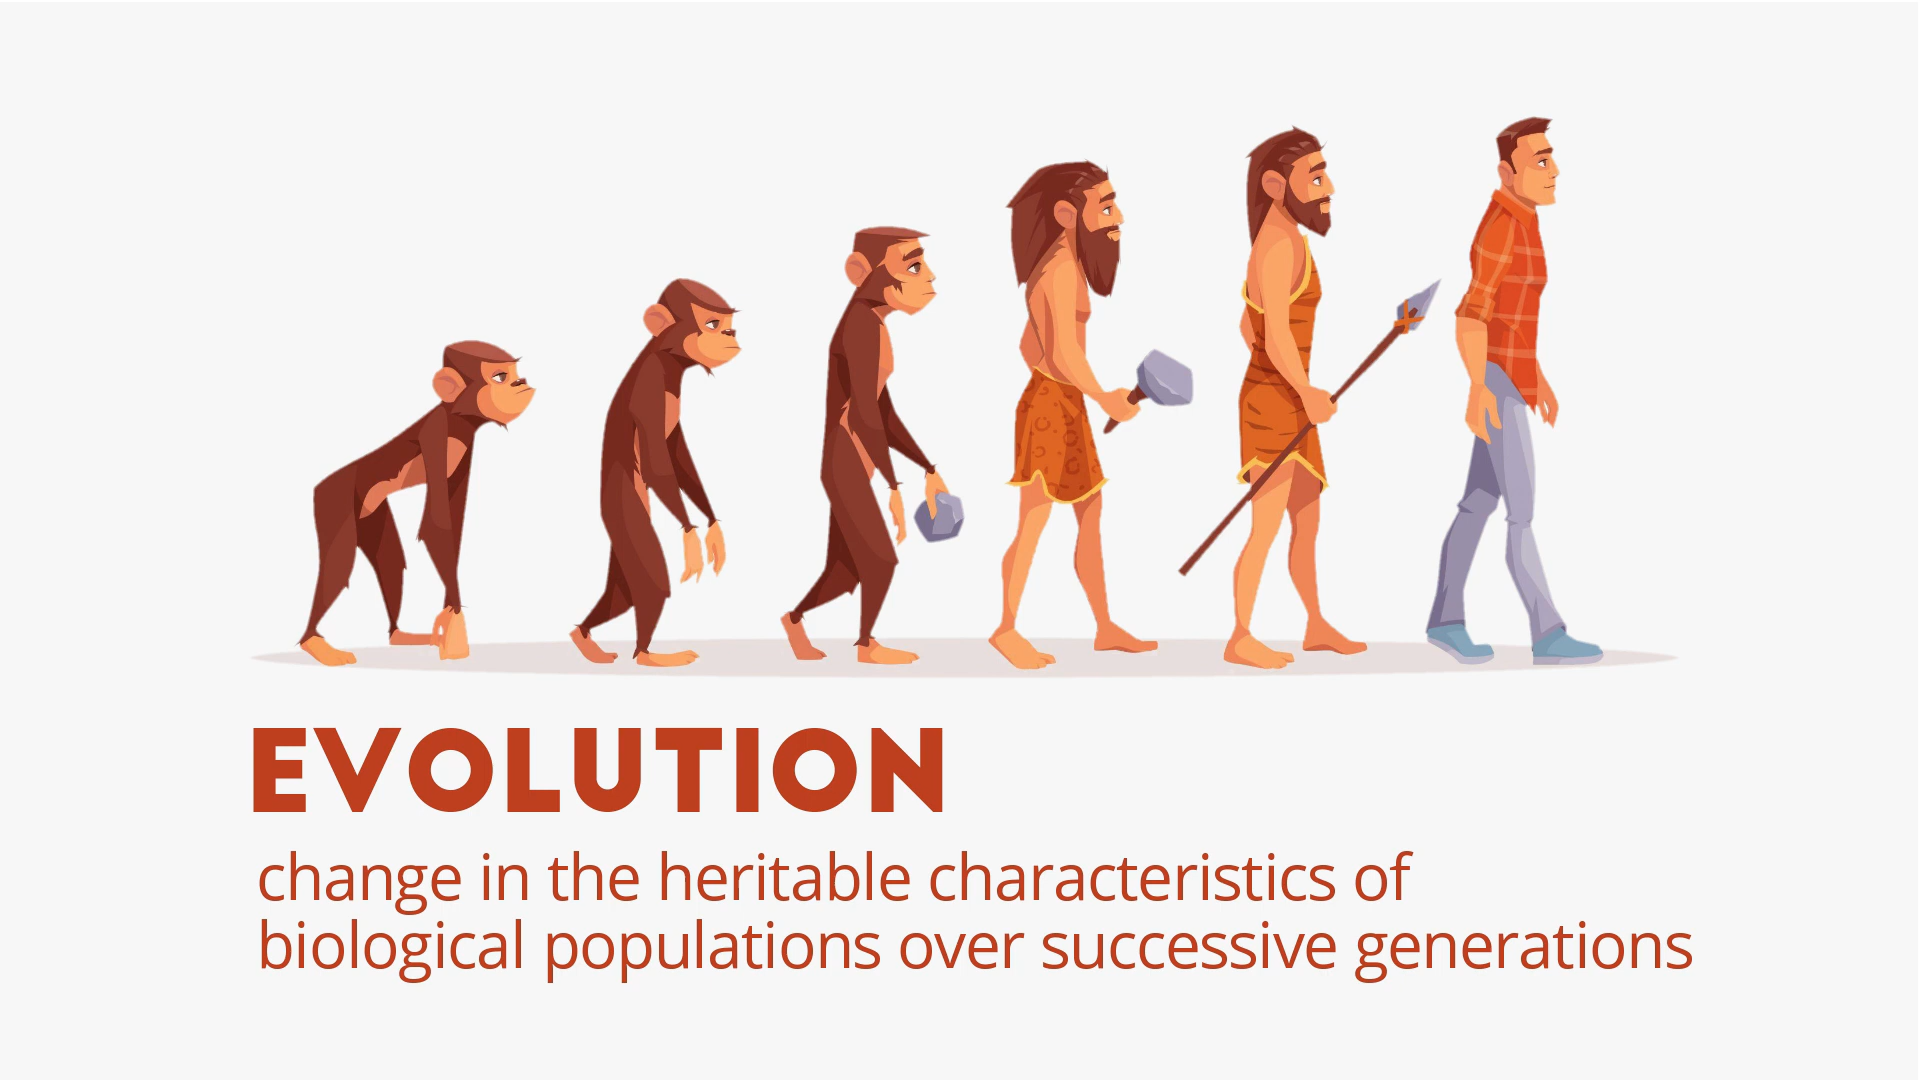 EVOLUTION
change in the heritable characteristics of
biological populations over successive generations